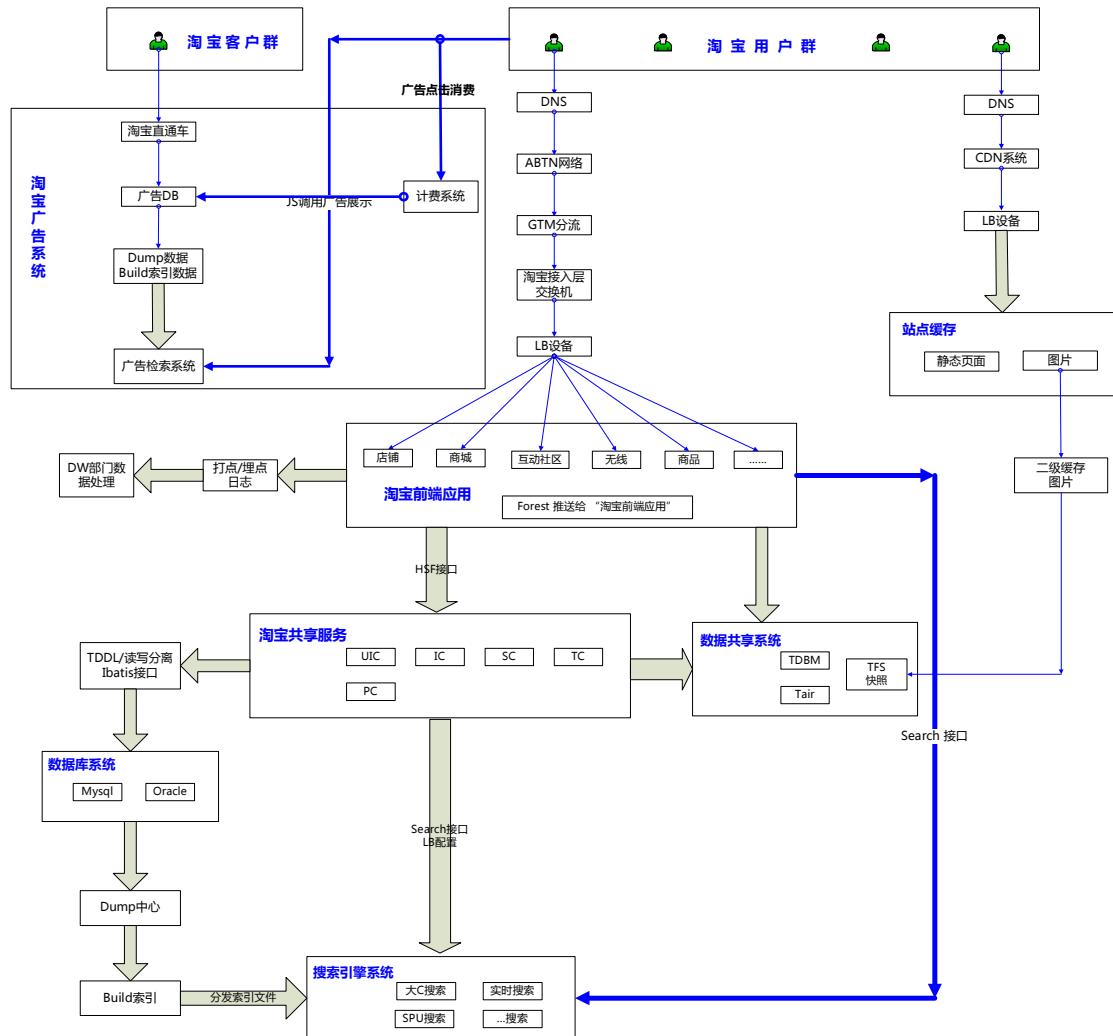 淘宝客户群
淘宝用户群
广告点击消费
淘宝广告系统
淘宝直通车
广告DB
JS调用广告展示
计费系统
Dump数据
Build索引数据
广告检索系统
DNS
ABTN网络
GTM分流
淘宝接入层
交换机
LB设备
DNS
CDN系统
LB设备
站点缓存
静态页面
图片
二级缓存
图片
店铺
商城
互动社区
无线
商品
……
淘宝前端应用
Forest 推送给 “淘宝前端应用”
打点/埋点
日志
DW部门数
据处理
HSF接口
淘宝共享服务
UIC
IC
SC
TC
PC
数据共享系统
TDBM
Tair
TFS
快照
TDDL/读写分离
Ibatis接口
数据库系统
Mysql
Oracle
Search 接口
Search接口
LB配置
Dump中心
Build索引
分发索引文件
搜索引擎系统
大C搜索
实时搜索
SPU搜索
...搜索